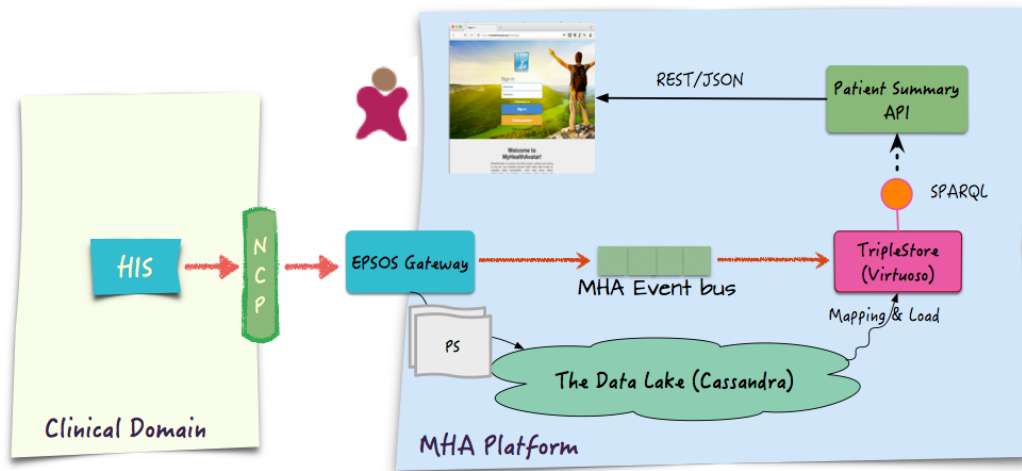 REST/JSON
Patient Summary
API
Sign in
Welcome to
MyHealthAvatar!
SPARQL
HIS
N
C
P
EPSOS Gateway
MHA Event bus
TripleStore
(Virtuoso)
Mapping & Load
PS
The Data Lake (Cassandra)
Clinical Domain
MHA Platform